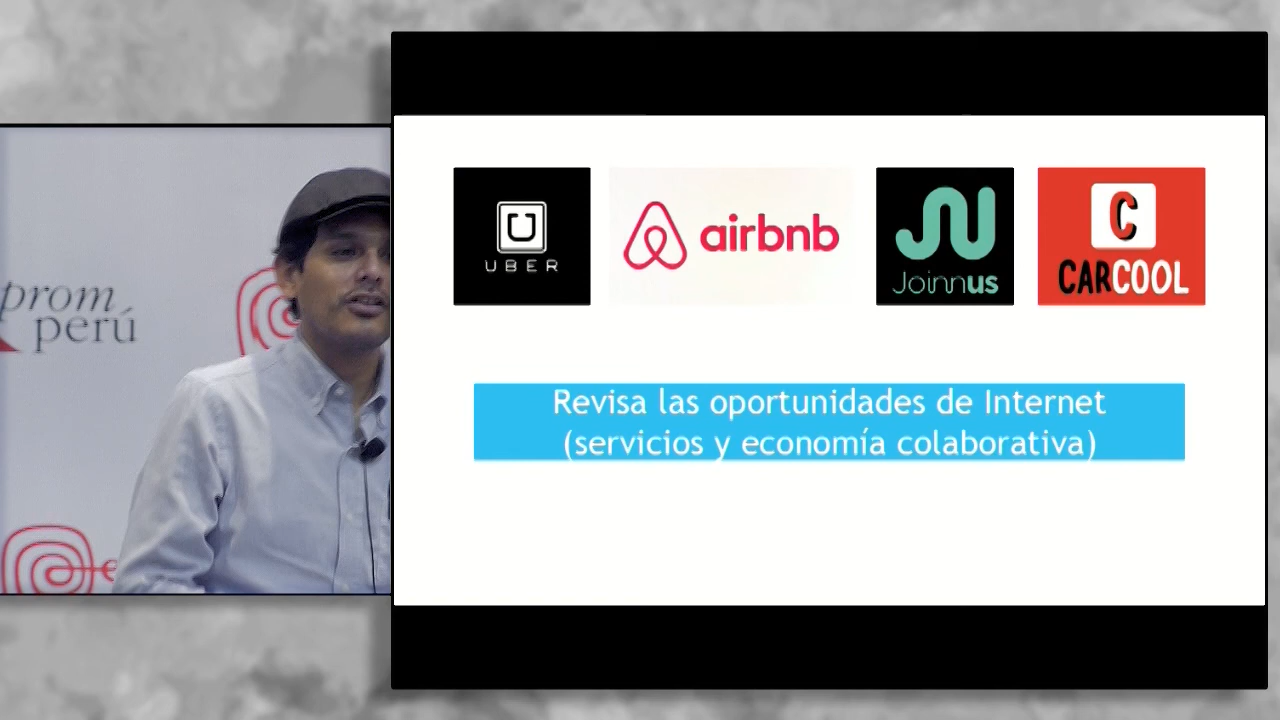 prom
perú
UBER
airbnb
Joinnus
C
CARCOOL
Revisa las oportunidades de Internet
(servicios y economía colaborativa)